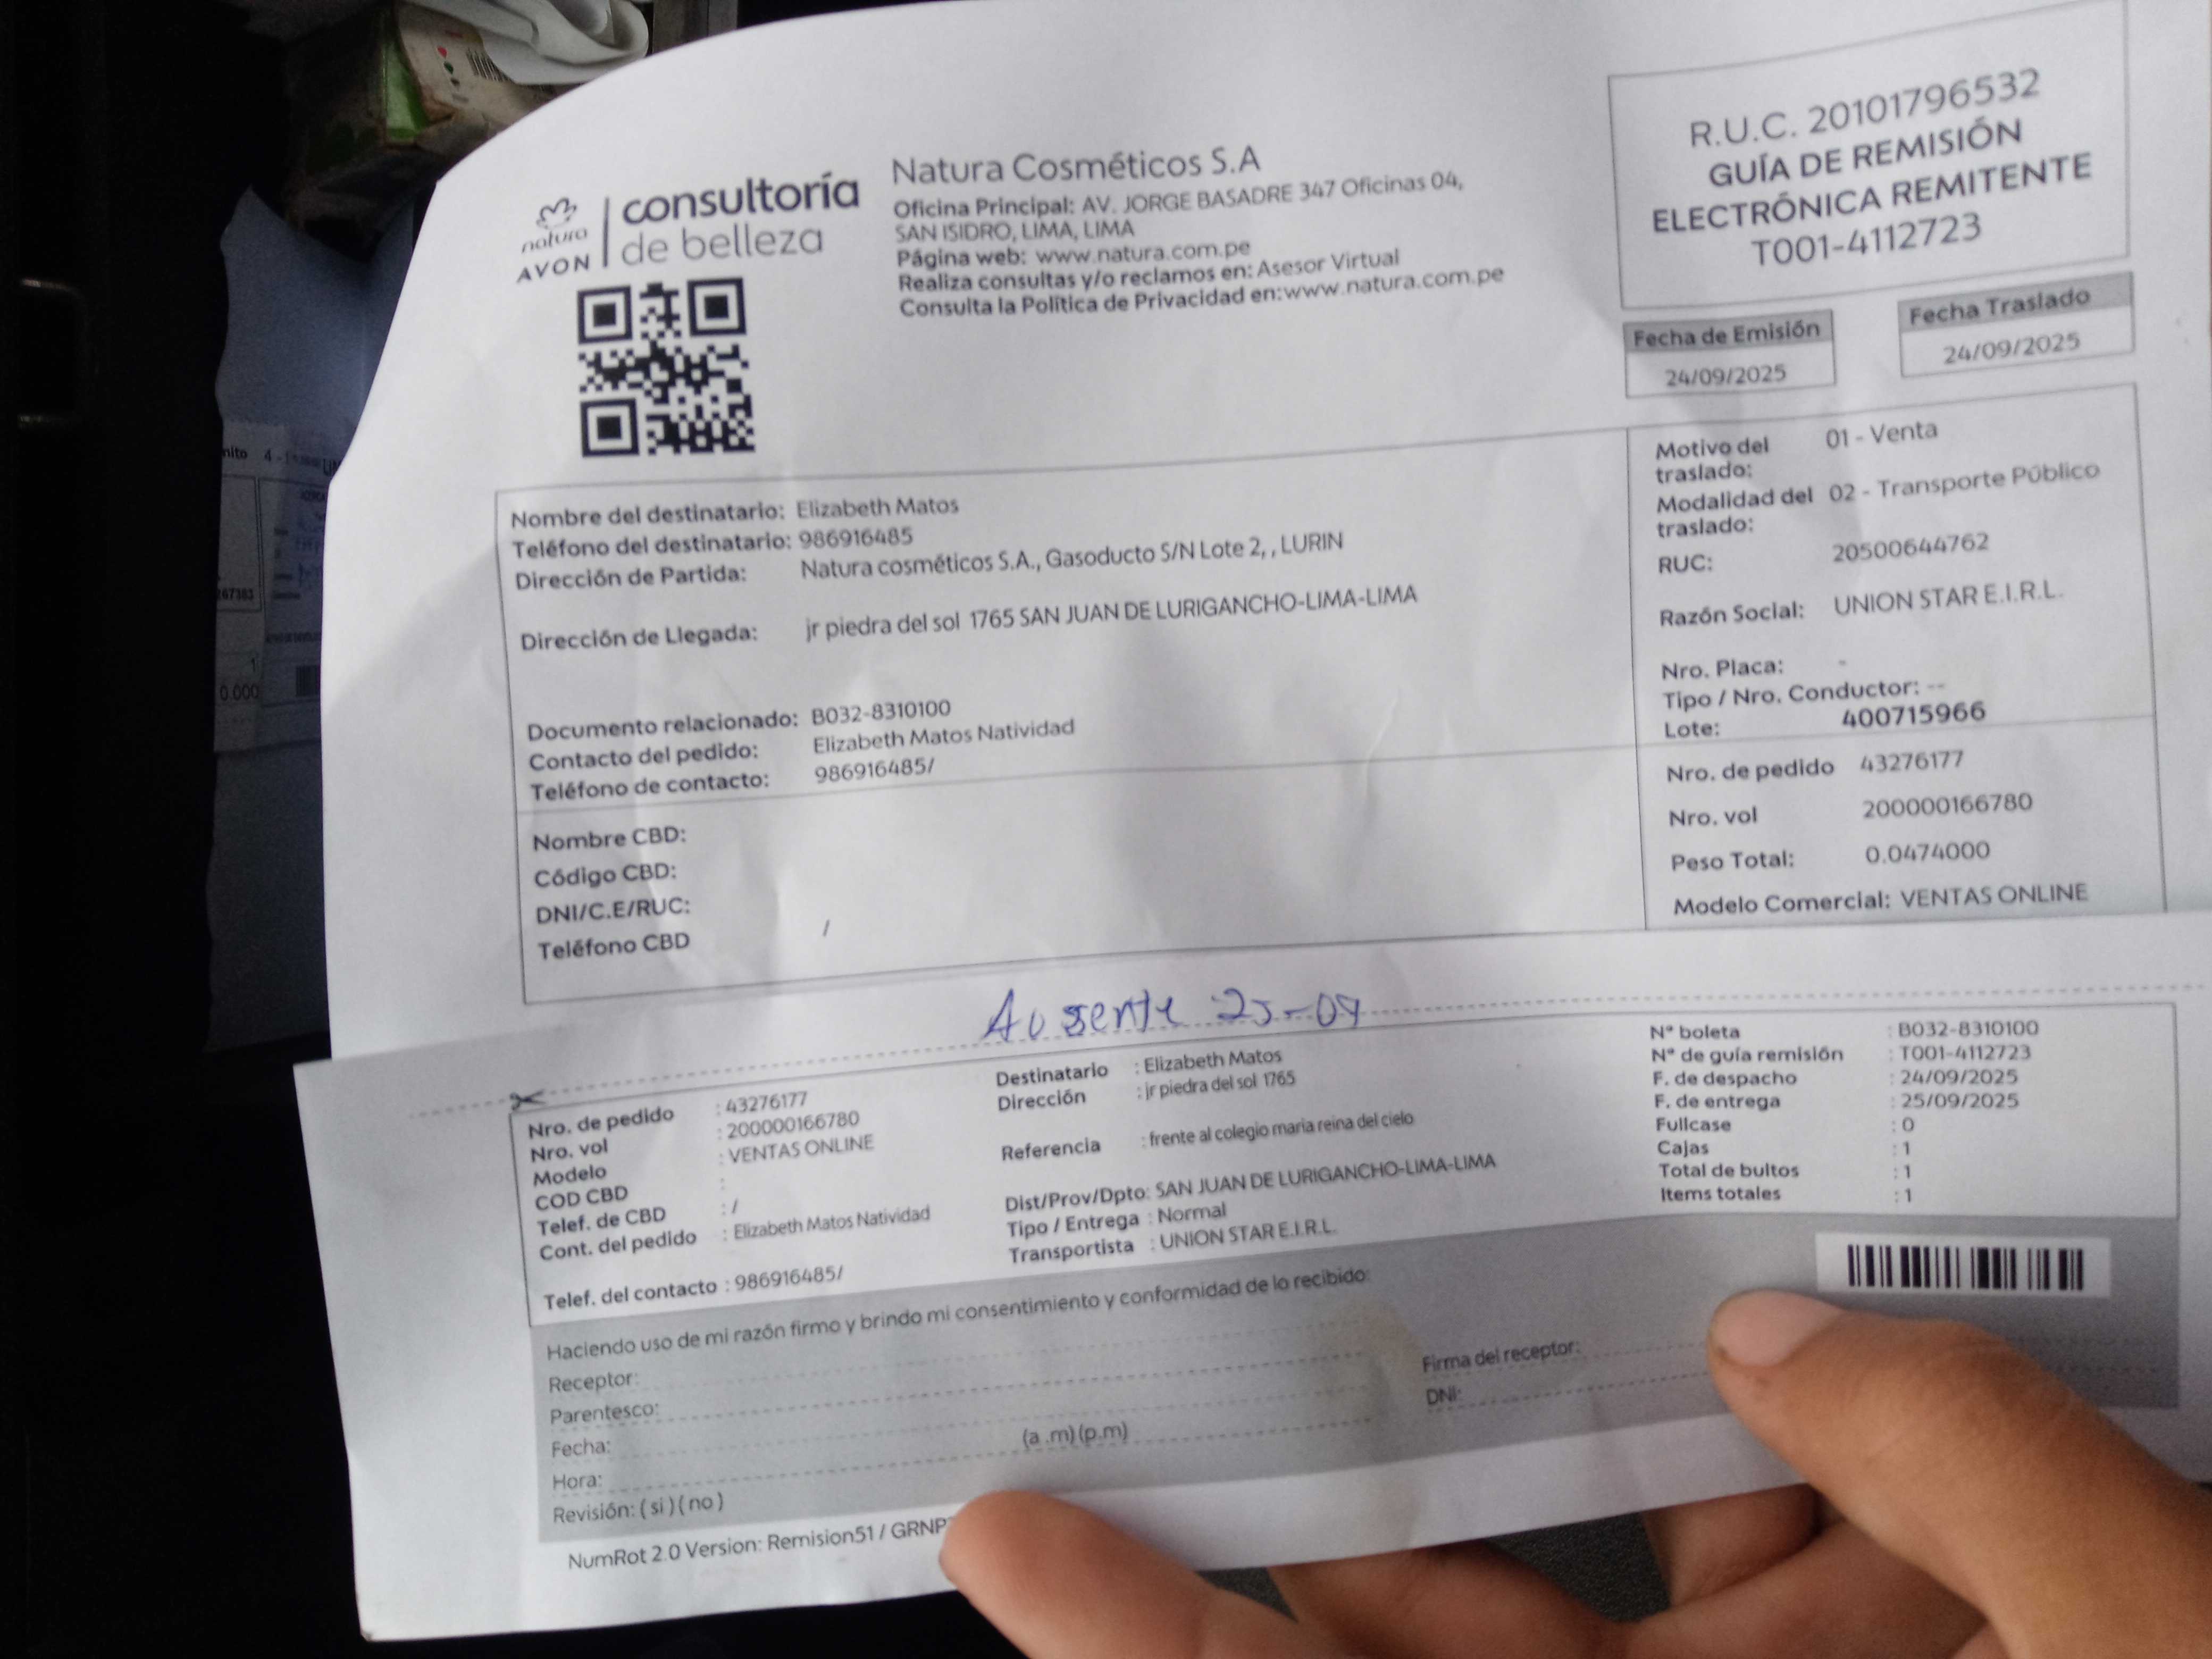 natura
AVON
consultoría
de belleza
Natura Cosméticos S.A
Oficina Principal: AV. JORGE BASADRE 347 Oficinas 04,
SAN ISIDRO, LIMA, LIMA
Página web: www.natura.com.pe
Realiza consultas y/o reclamos en: Asesor Virtual
Consulta la Política de Privacidad en:www.natura.com.pe
R.U.C. 20101796532
GUÍA DE REMISIÓN
ELECTRÓNICA REMITENTE
T001-4112723
Fecha de Emisión
24/09/2025
Fecha Traslado
24/09/2025
Nombre del destinatario: Elizabeth Matos
Teléfono del destinatario: 986916485
Dirección de Partida: Natura cosméticos S.A., Gasoducto S/N Lote 2, , LURIN
Dirección de Llegada: jr piedra del sol 1765 SAN JUAN DE LURIGANCHO-LIMA-LIMA
Documento relacionado: B032-8310100
Contacto del pedido: Elizabeth Matos Natividad
Teléfono de contacto: 986916485/
Motivo del traslado: 01 - Venta
Modalidad del traslado: 02 - Transporte Público
RUC: 20500644762
Razón Social: UNION STAR E.I.R.L.
Nro. Placa: -
Tipo / Nro. Conductor: --
Lote: 400715966
Nombre CBD:
Código CBD:
DNI/C.E/RUC:
Teléfono CBD /
Nro. de pedido 43276177
Nro. vol 200000166780
Peso Total: 0.0474000
Modelo Comercial: VENTAS ONLINE
Ausente 25-09
Nro. de pedido : 43276177
Nro. vol : 200000166780
Modelo : VENTAS ONLINE
COD CBD :
Telef. de CBD : /
Cont. del pedido : Elizabeth Matos Natividad
Telef. del contacto : 986916485/
Destinatario : Elizabeth Matos
Dirección : jr piedra del sol 1765
Referencia : frente al colegio maria reina del cielo
Dist/Prov/Dpto: SAN JUAN DE LURIGANCHO-LIMA-LIMA
Tipo / Entrega : Normal
Transportista : UNION STAR E.I.R.L.
N° boleta : B032-8310100
N° de guía remisión : T001-4112723
F. de despacho : 24/09/2025
F. de entrega : 25/09/2025
Fullcase : 0
Cajas : 1
Total de bultos : 1
Items totales : 1
Haciendo uso de mi razón firmo y brindo mi consentimiento y conformidad de lo recibido:
Receptor:
Parentesco:
Fecha:
Hora: (a .m) (p.m)
Revisión: ( si ) ( no )
Firma del receptor:
DNI:
NumRot 2.0 Version: Remision51 / GRNP